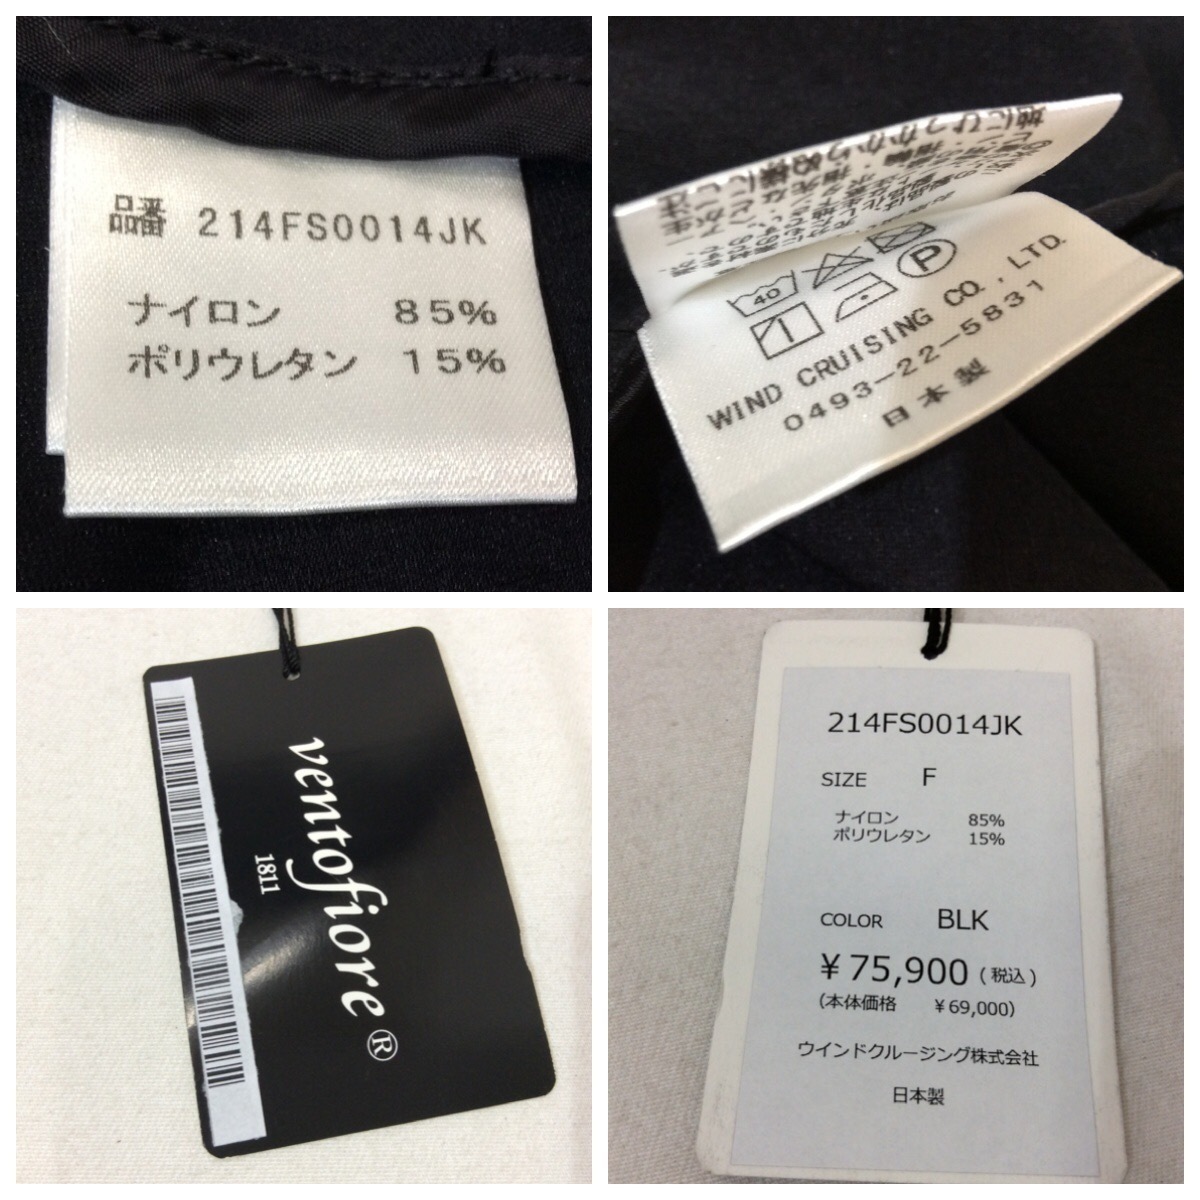 品番 214FS0014JK
ナイロン 85%
ポリウレタン 15%
40
P
WIND CRUISING CO., LTD.
0493-22-5831
日本製
ventofiore®
1811
214FS0014JK
SIZE F
ナイロン 85%
ポリウレタン 15%
COLOR BLK
¥75,900 (税込)
(本体価格 ¥69,000)
ウインドクルージング株式会社
日本製